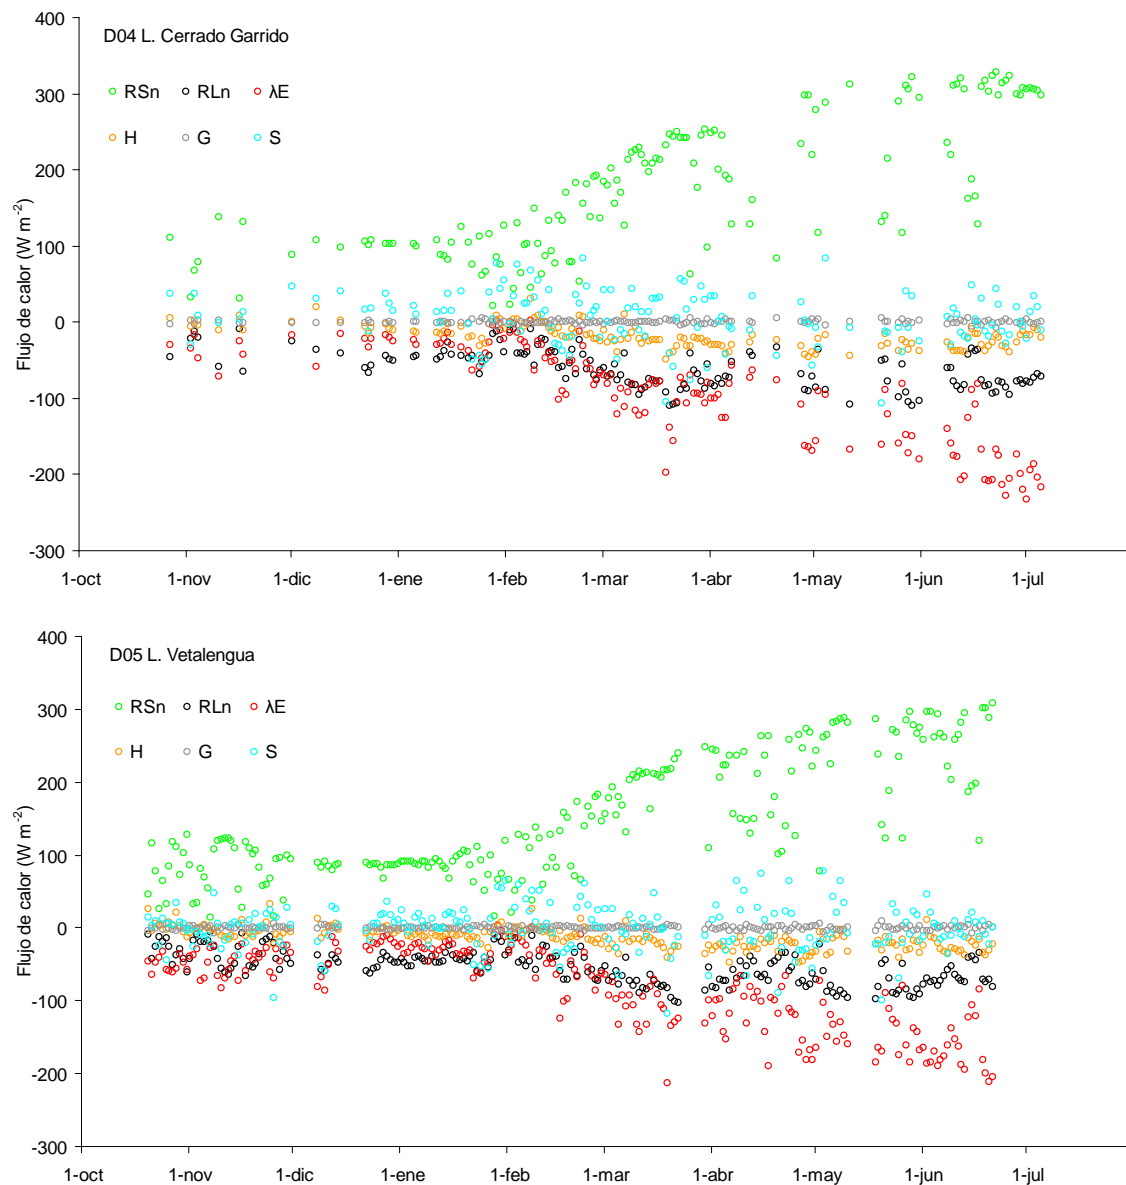 400
D04 L. Cerrado Garrido
300
RSn RLn λE
H G S
200
100
0
-100
-200
-300
Flujo de calor (W m-2)
1-oct 1-nov 1-dic 1-ene 1-feb 1-mar 1-abr 1-may 1-jun 1-jul
400
D05 L. Vetalengua
300
RSn RLn λE
H G S
200
100
0
-100
-200
-300
Flujo de calor (W m-2)
1-oct 1-nov 1-dic 1-ene 1-feb 1-mar 1-abr 1-may 1-jun 1-jul